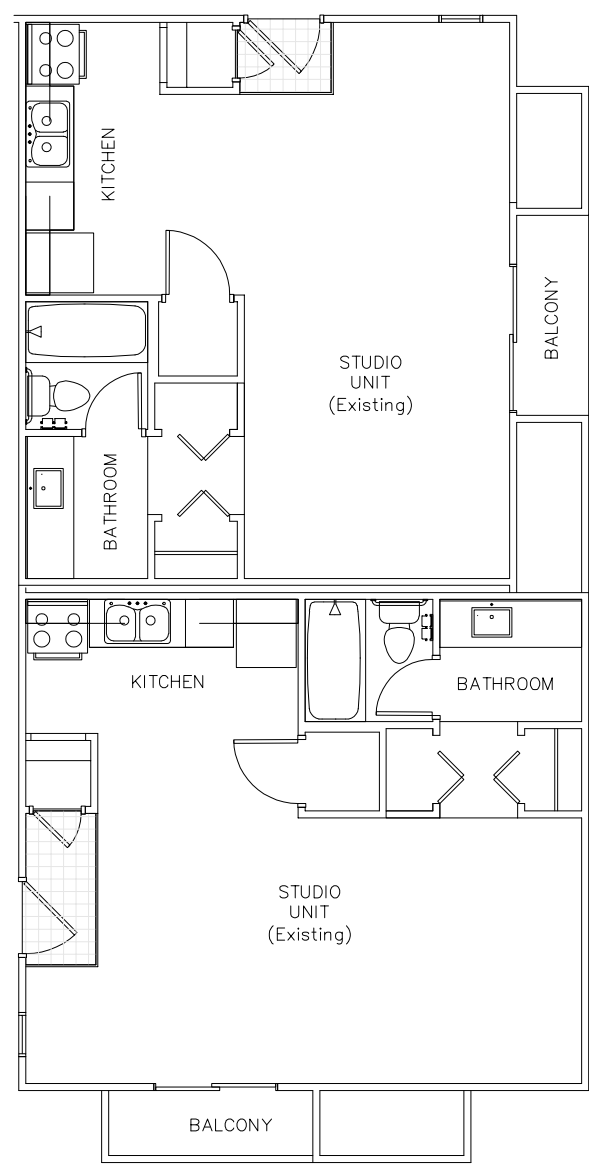 KITCHEN
BALCONY
STUDIO
UNIT
(Existing)
BATHROOM
KITCHEN
BATHROOM
STUDIO
UNIT
(Existing)
BALCONY